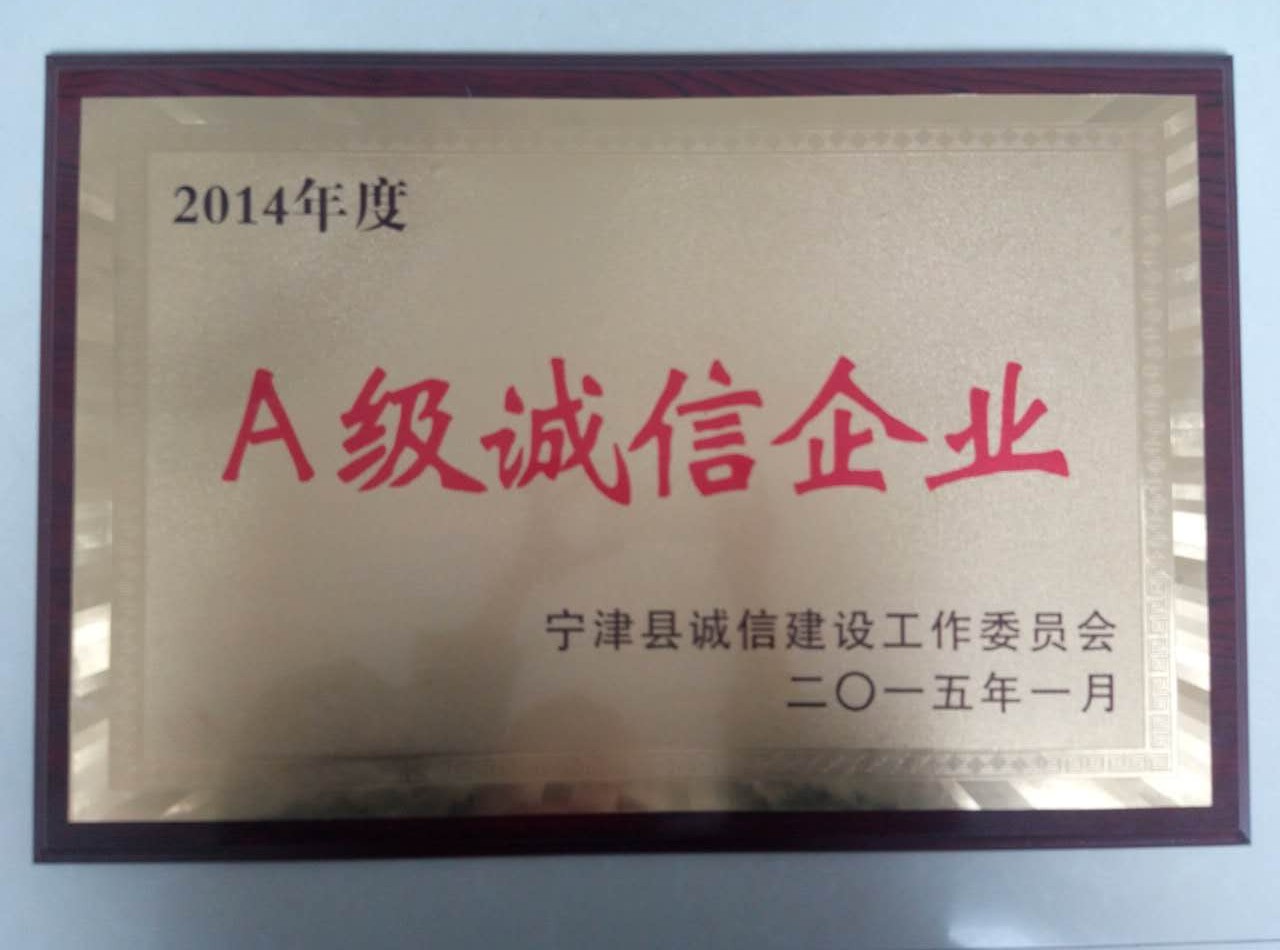 2014年度
A级诚信企业
宁津县诚信建设工作委员会
二〇一五年一月